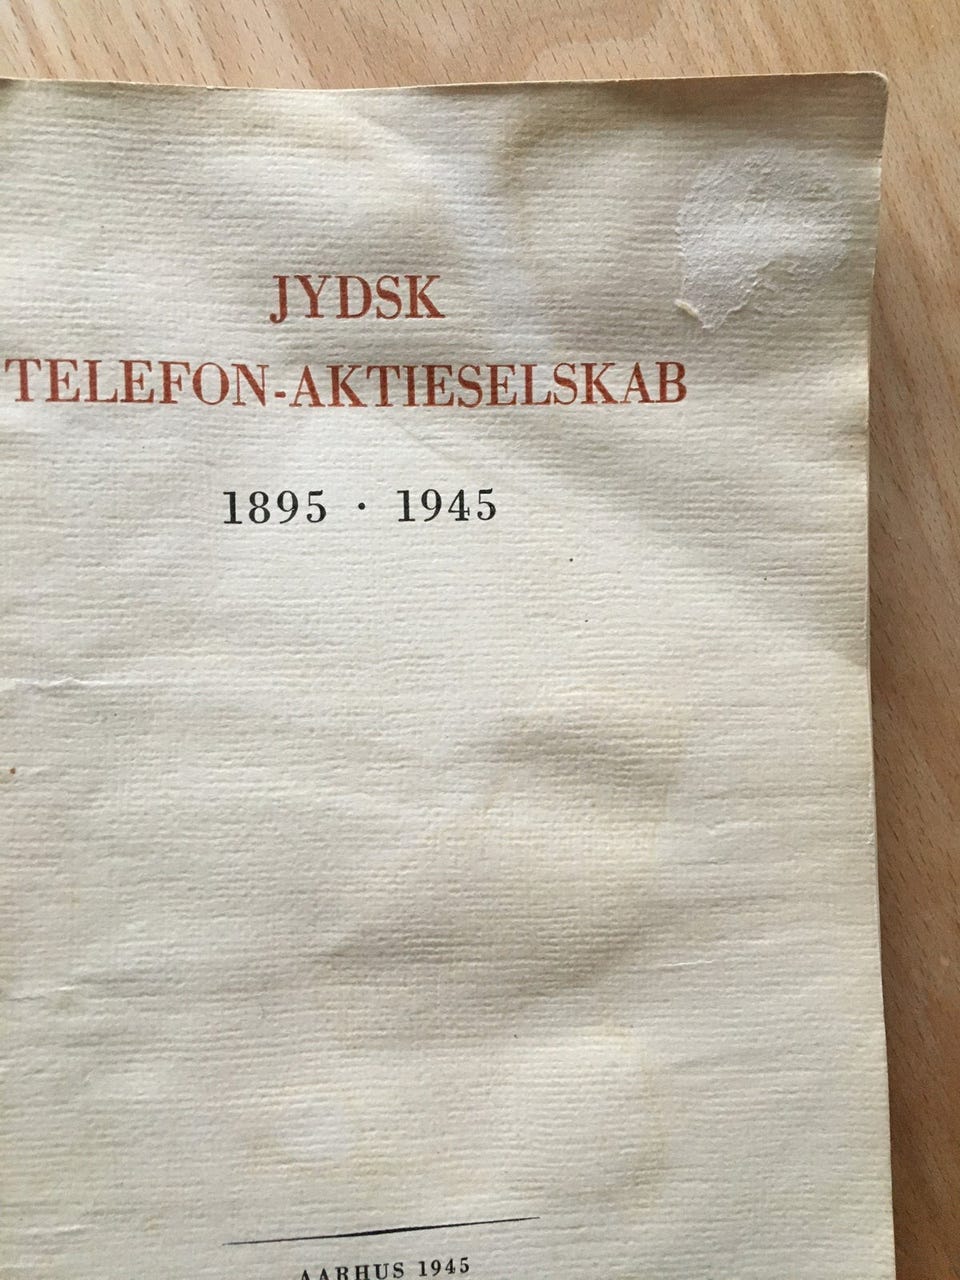 JYDSK
TELEFON-AKTIESELSKAB
1895 · 1945
AARHUS 1945